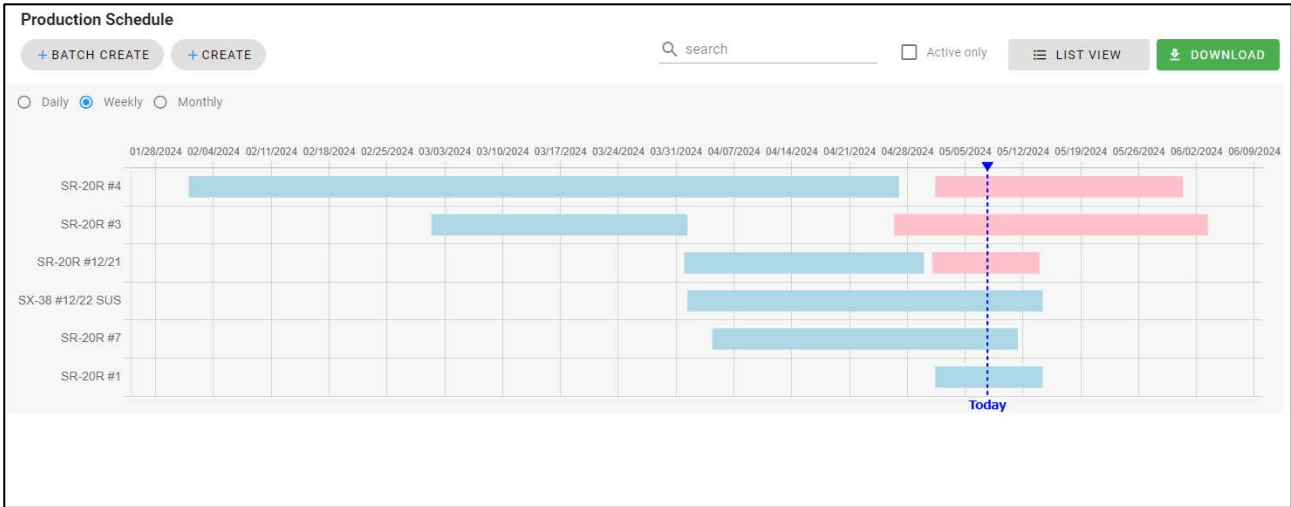 Production Schedule
+ BATCH CREATE + CREATE search Active only LIST VIEW DOWNLOAD
Daily Weekly Monthly
01/28/2024 02/04/2024 02/11/2024 02/18/2024 02/25/2024 03/03/2024 03/10/2024 03/17/2024 03/24/2024 03/31/2024 04/07/2024 04/14/2024 04/21/2024 04/28/2024 05/05/2024 05/12/2024 05/19/2024 05/26/2024 06/02/2024 06/09/2024
SR-20R #4
SR-20R #3
SR-20R #12/21
SX-38 #12/22 SUS
SR-20R #7
SR-20R #1
Today